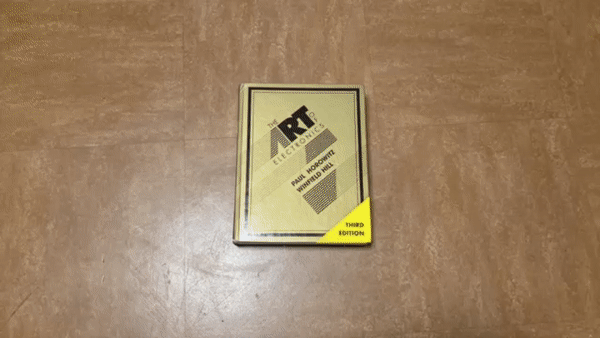 THE
ART OF
ELECTRONICS
PAUL HOROWITZ
WINFIELD HILL
THIRD
EDITION